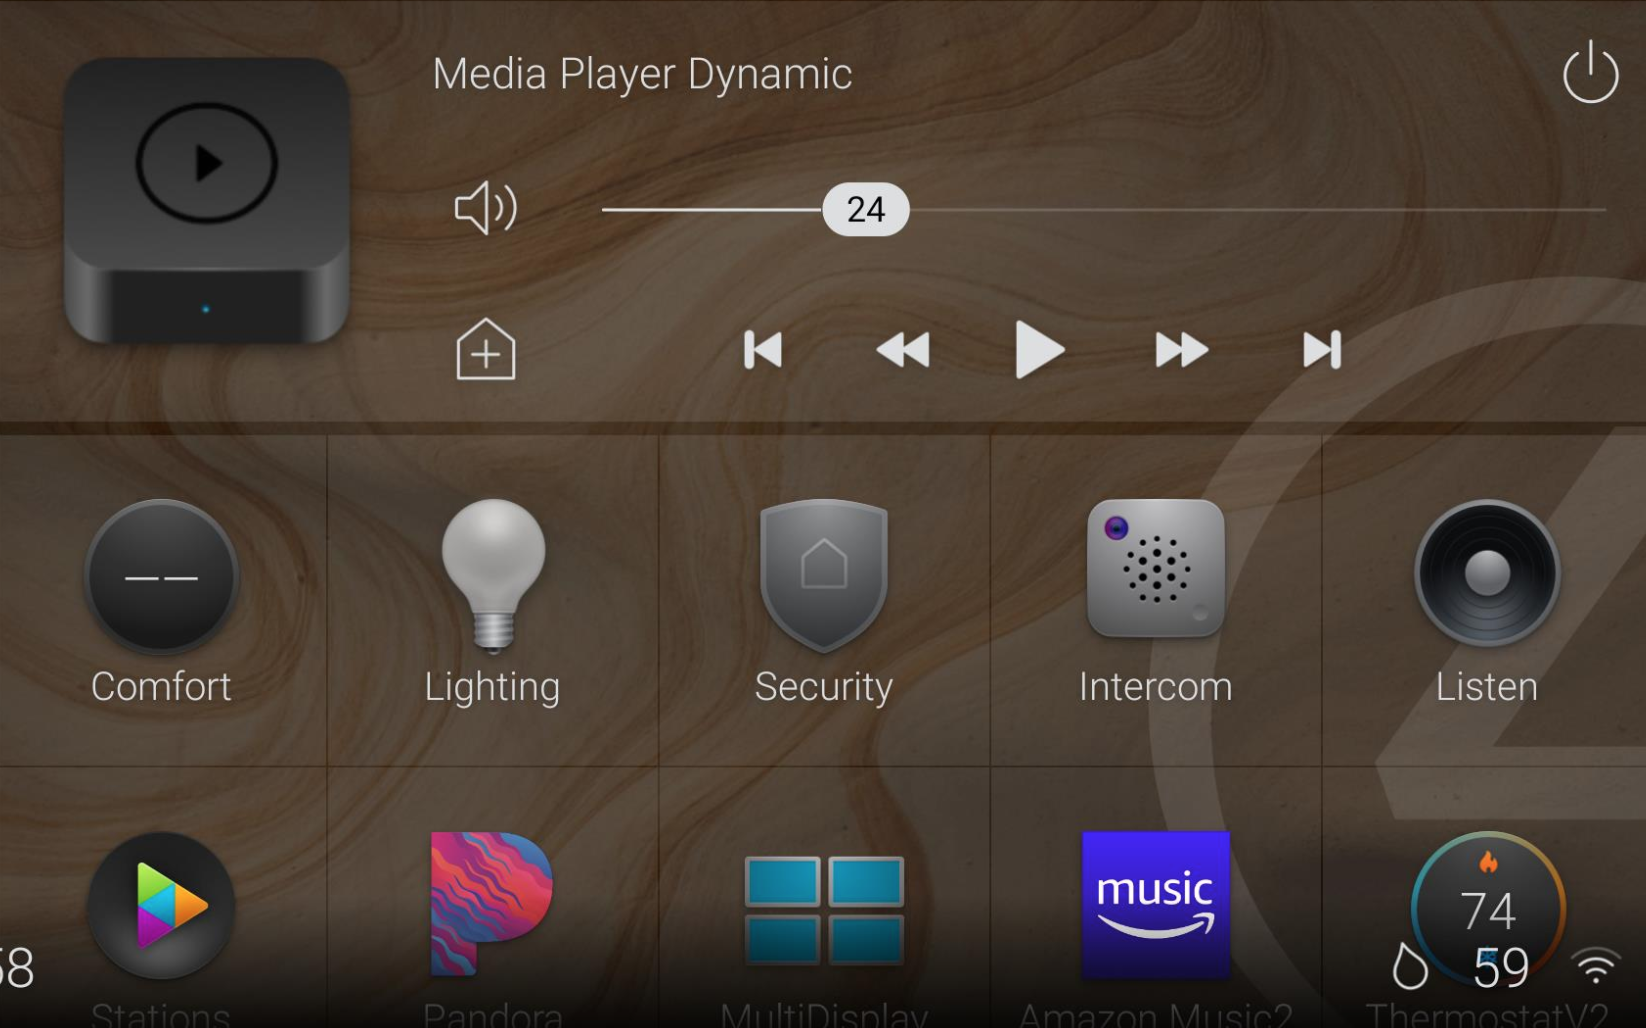 Media Player Dynamic
24
Comfort
Lighting
Security
Intercom
Listen
music
74
58
59
Stations
Pandora
MultiDisplay
Amazon Music2
ThermostatV2